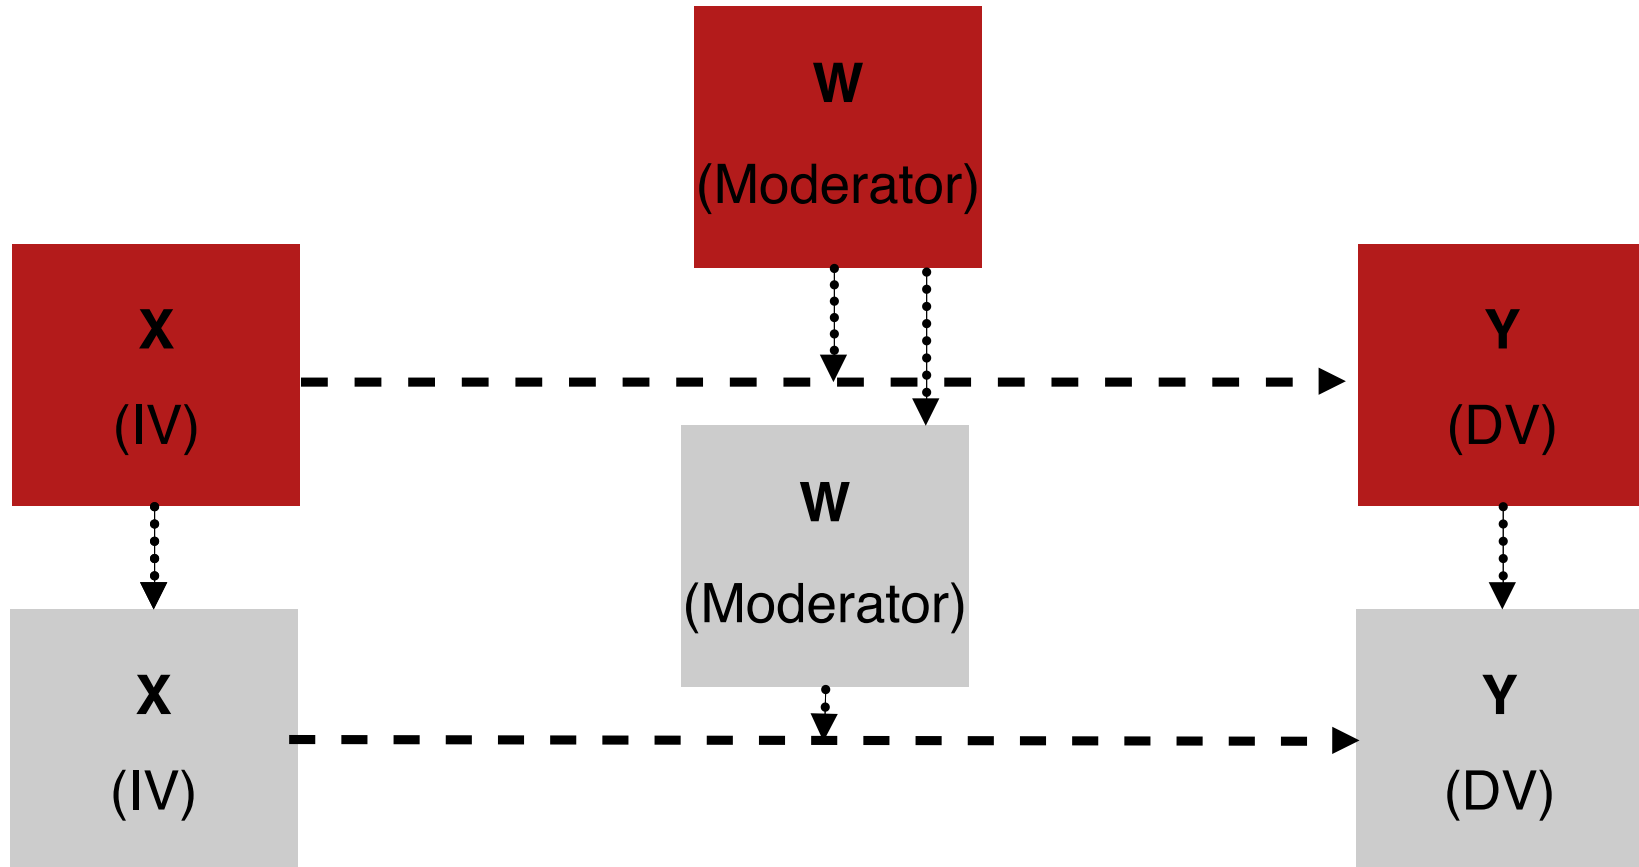 W
(Moderator)
X
(IV)
Y
(DV)
W
(Moderator)
X
(IV)
Y
(DV)